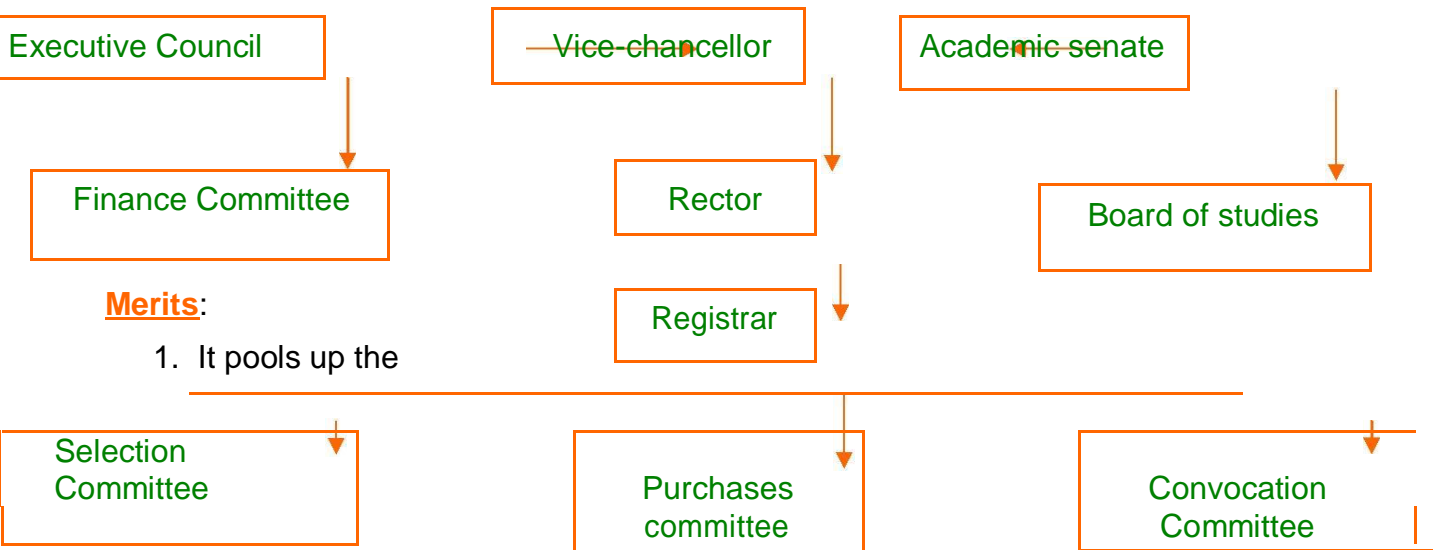 Executive Council
Vice-chancellor
Academic senate
Finance Committee
Rector
Board of studies
Merits:
Registrar
1. It pools up the
Selection
Committee
Purchases
committee
Convocation
Committee